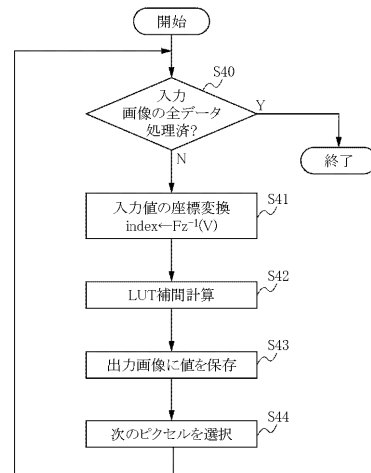 開始
S40
入力
画像の全データ
処理済?
Y
N
終了
S41
入力値の座標変換
index←Fz⁻¹(V)
S42
LUT補間計算
S43
出力画像に値を保存
S44
次のピクセルを選択